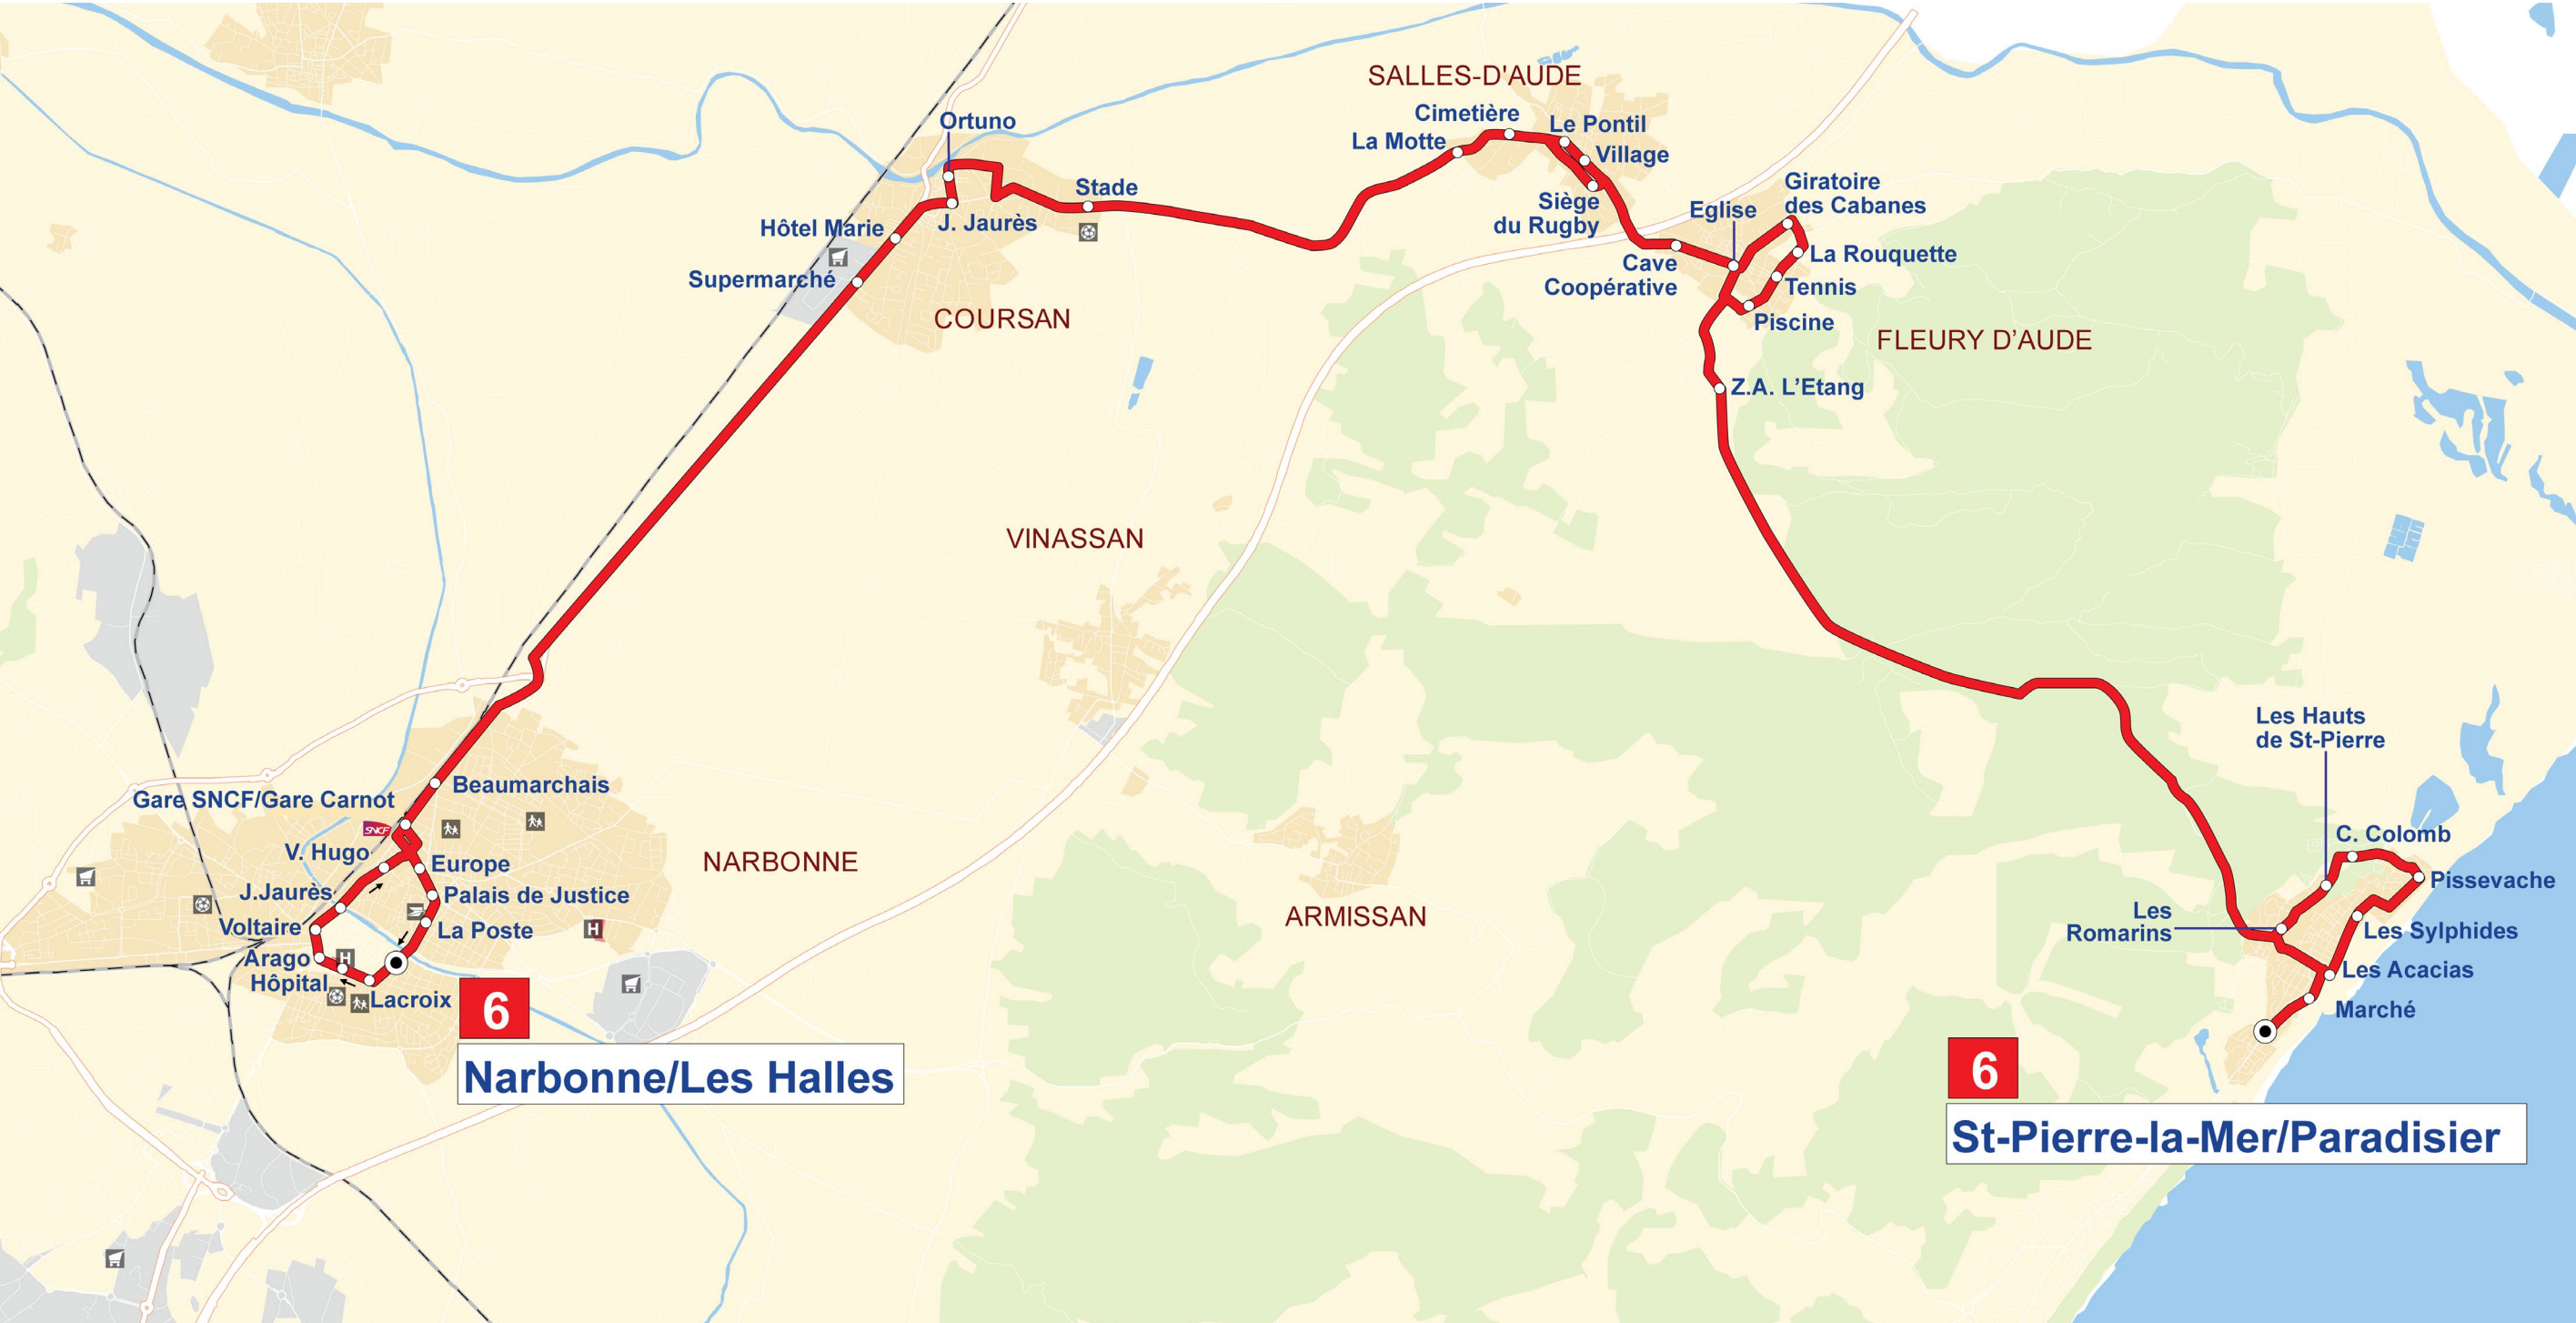 SALLES-D'AUDE
Cimetière
Le Pontil
La Motte
Village
Ortuno
Stade
Siège
du Rugby
Giratoire
des Cabanes
Eglise
Hôtel Marie
J. Jaurès
La Rouquette
Cave
Coopérative
Supermarché
Tennis
COURSAN
Piscine
FLEURY D’AUDE
Z.A. L’Etang
VINASSAN
Les Hauts
de St-Pierre
Beaumarchais
Gare SNCF/Gare Carnot
SNCF
C. Colomb
V. Hugo
Europe
NARBONNE
Pissevache
J.Jaurès
Palais de Justice
Les
Romarins
ARMISSAN
Voltaire
La Poste
H
Les Sylphides
Arago
H
Hôpital
Les Acacias
Lacroix
Marché
6
Narbonne/Les Halles
6
St-Pierre-la-Mer/Paradisier